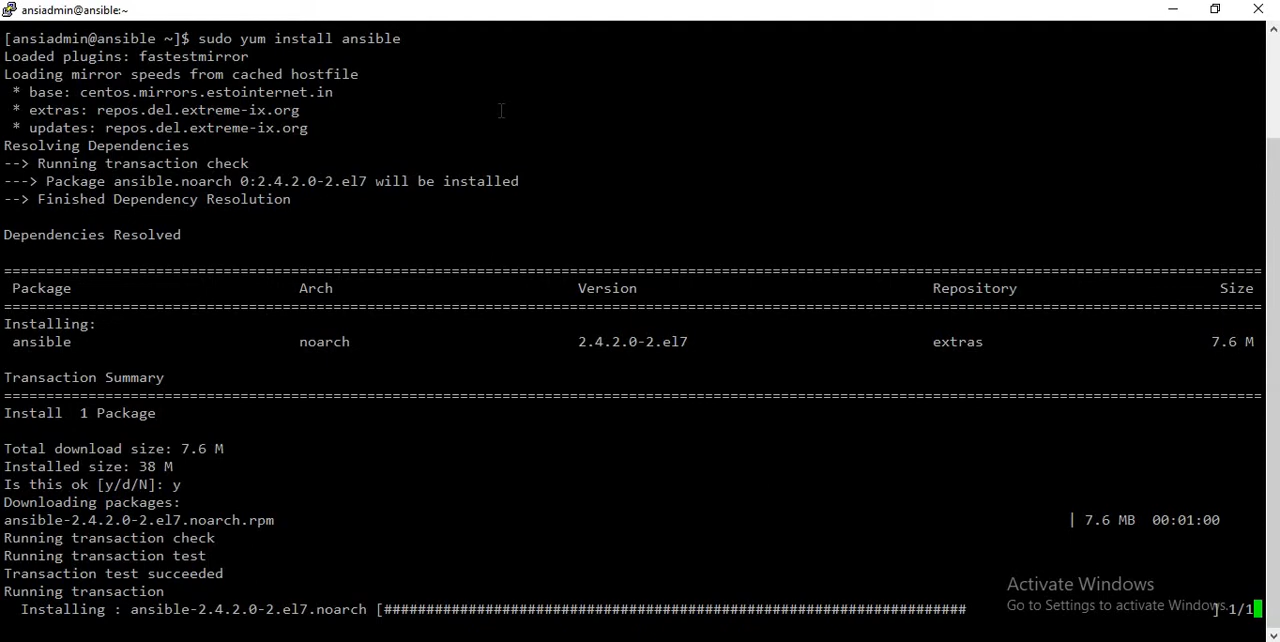 ansiadmin@ansible:~
[ansiadmin@ansible ~]$ sudo yum install ansible
Loaded plugins: fastestmirror
Loading mirror speeds from cached hostfile
 * base: centos.mirrors.estointernet.in
 * extras: repos.del.extreme-ix.org
 * updates: repos.del.extreme-ix.org
Resolving Dependencies
--> Running transaction check
---> Package ansible.noarch 0:2.4.2.0-2.el7 will be installed
--> Finished Dependency Resolution
Dependencies Resolved
================================================================================
Package Arch Version Repository Size
================================================================================
Installing:
ansible noarch 2.4.2.0-2.el7 extras 7.6 M
Transaction Summary
================================================================================
Install  1 Package
Total download size: 7.6 M
Installed size: 38 M
Is this ok [y/d/N]: y
Downloading packages:
ansible-2.4.2.0-2.el7.noarch.rpm | 7.6 MB 00:01:00
Running transaction check
Running transaction test
Transaction test succeeded
Running transaction
Installing : ansible-2.4.2.0-2.el7.noarch [##################################################################### ] 1/1
Activate Windows
Go to Settings to activate Windows.